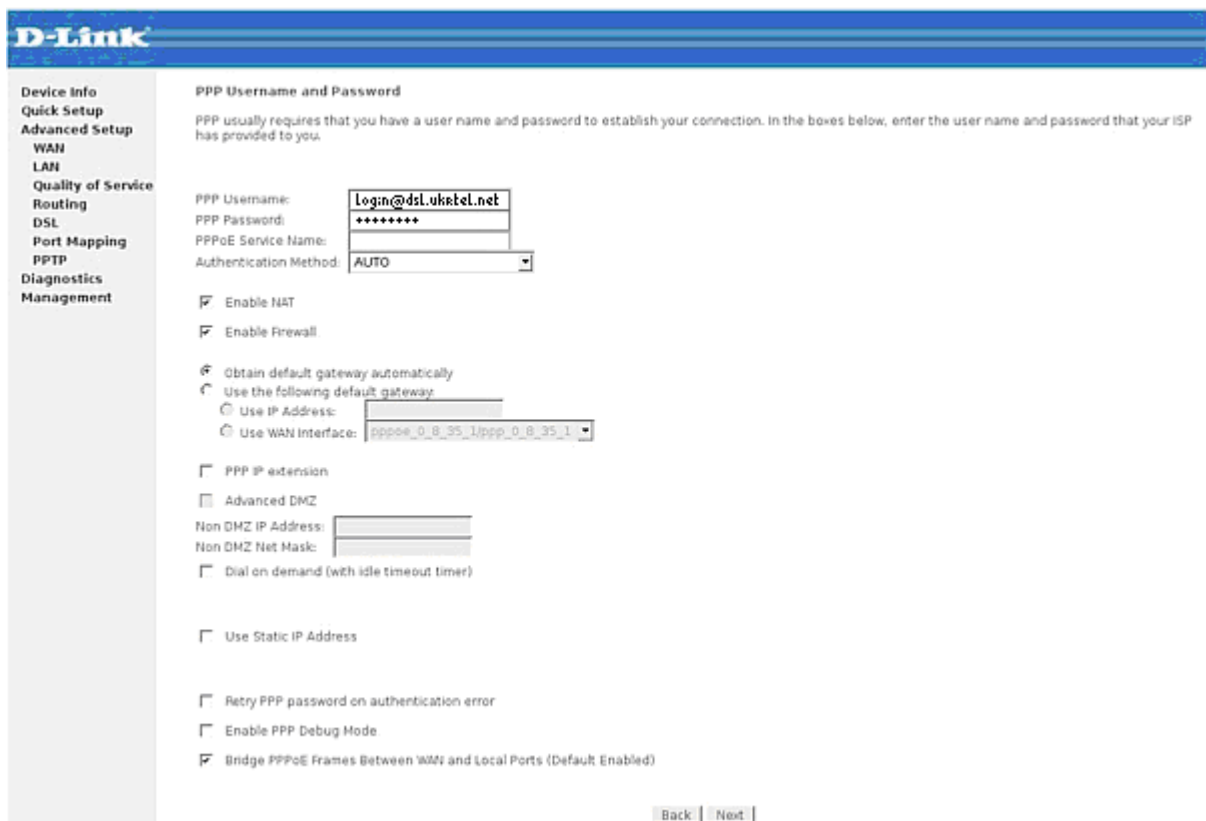 D-Link
Device Info
Quick Setup
Advanced Setup
WAN
LAN
Quality of Service
Routing
DSL
Port Mapping
PPTP
Diagnostics
Management
PPP Username and Password
PPP usually requires that you have a user name and password to establish your connection. In the boxes below, enter the user name and password that your ISP
has provided to you.
PPP Username: login@dsl.ukrtel.net
PPP Password: ++++++++
PPPoE Service Name:
Authentication Method: AUTO
Enable NAT
Enable Firewall
Obtain default gateway automatically
Use the following default gateway:
Use IP Address:
Use WAN Interface: pppoe_0_8_35_1/ppp_0_8_35_1
PPP IP extension
Advanced DMZ
Non DMZ IP Address:
Non DMZ Net Mask:
Dial on demand (with idle timeout timer)
Use Static IP Address
Retry PPP password on authentication error
Enable PPP Debug Mode
Bridge PPPoE Frames Between WAN and Local Ports (Default Enabled)
Back Next